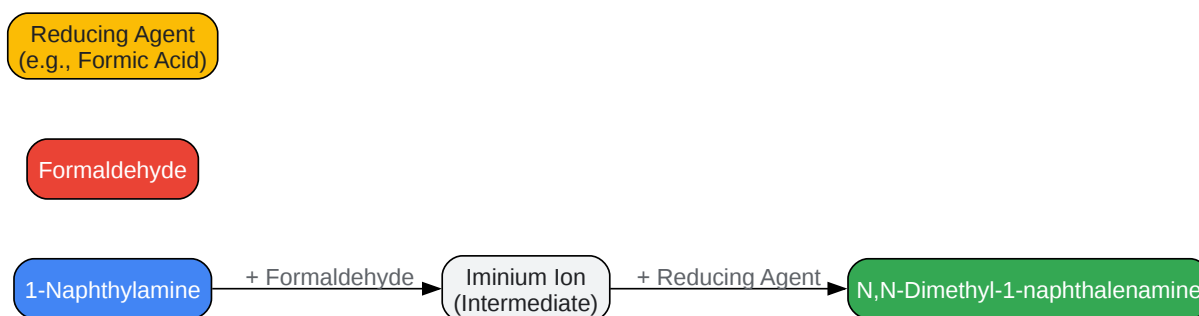 Reducing Agent
(e.g., Formic Acid)
Formaldehyde
1-Naphthylamine
+ Formaldehyde
Iminium Ion
(Intermediate)
+ Reducing Agent
N,N-Dimethyl-1-naphthalenamine